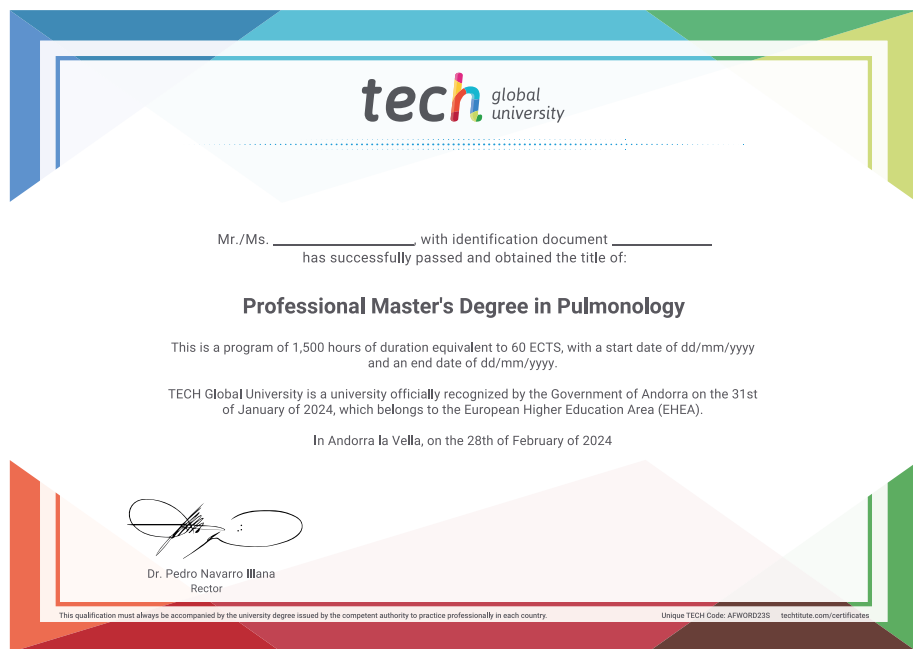 tech global
university
Mr./Ms. ____________, with identification document ____________
has successfully passed and obtained the title of:
Professional Master's Degree in Pulmonology
This is a program of 1,500 hours of duration equivalent to 60 ECTS, with a start date of dd/mm/yyyy
and an end date of dd/mm/yyyy.
TECH Global University is a university officially recognized by the Government of Andorra on the 31st
of January of 2024, which belongs to the European Higher Education Area (EHEA).
In Andorra la Vella, on the 28th of February of 2024
Dr. Pedro Navarro Illana
Rector
This qualification must always be accompanied by the university degree issued by the competent authority to practice professionally in each country. Unique TECH Code: AFWORD23S techtitute.com/certificates